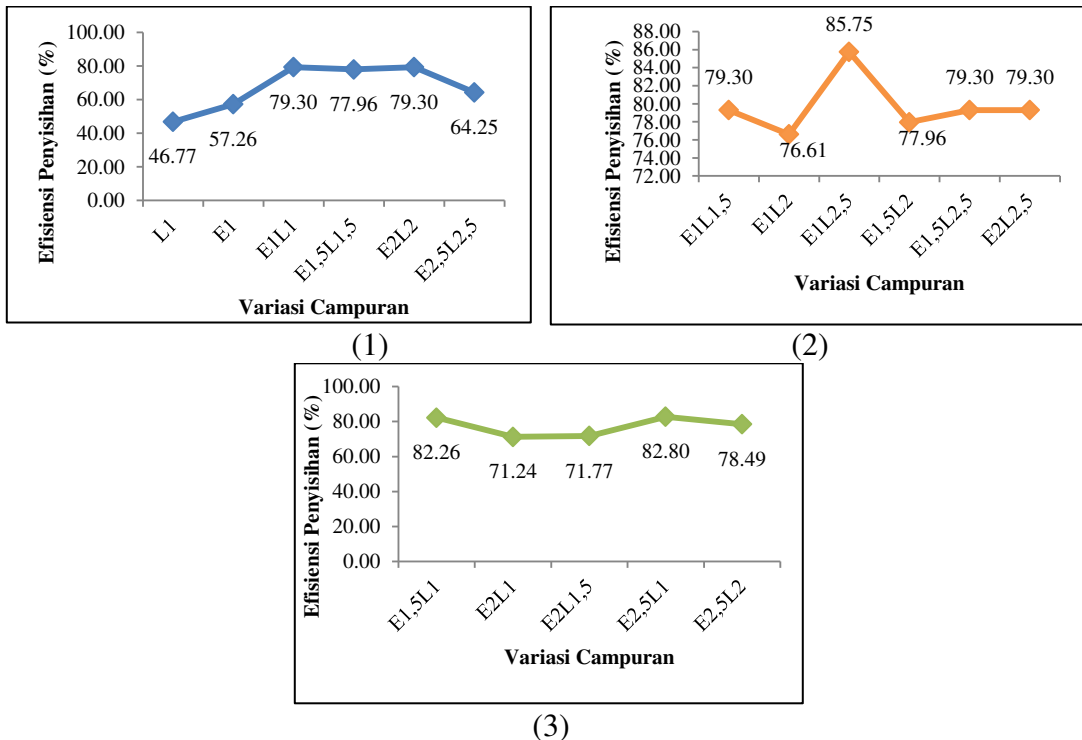 Efisiensi Penyisihan (%)
100.00
80.00
60.00
40.00
20.00
0.00
46.77
57.26
79.30
77.96
79.30
64.25
L1
E1
E1L1
E1,5L1,5
E2L2
E2,5L2,5
Variasi Campuran
(1)
Efisiensi Penyisihan (%)
88.00
86.00
84.00
82.00
80.00
78.00
76.00
74.00
72.00
79.30
76.61
85.75
77.96
79.30
79.30
E1L1,5
E1L2
E1L2,5
E1,5L2
E1,5L2,5
E2L2,5
Variasi Campuran
(2)
Efisiensi Penyisihan (%)
100.00
80.00
60.00
40.00
20.00
0.00
82.26
71.24
71.77
82.80
78.49
E1,5L1
E2L1
E2L1,5
E2,5L1
E2,5L2
Variasi Campuran
(3)